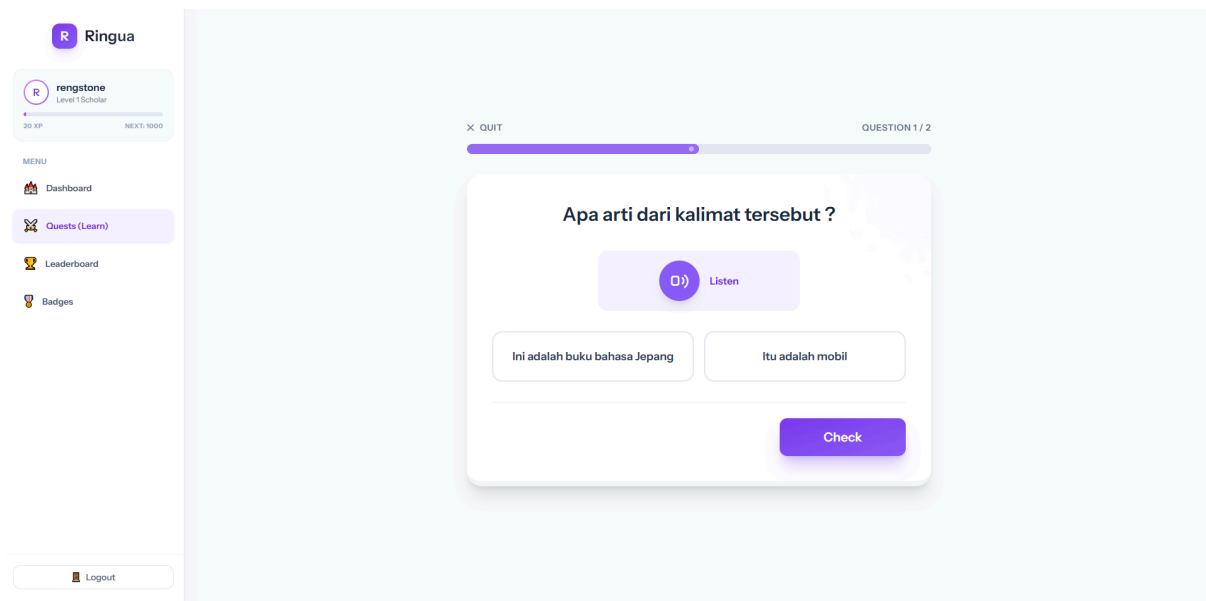 R Ringua
R
rengstone
Level 1 Scholar
20 XP NEXT: 1000
MENU
Dashboard
Quests (Learn)
Leaderboard
Badges
Logout
QUIT QUESTION 1 / 2
Apa arti dari kalimat tersebut ?
Listen
Ini adalah buku bahasa Jepang
Itu adalah mobil
Check